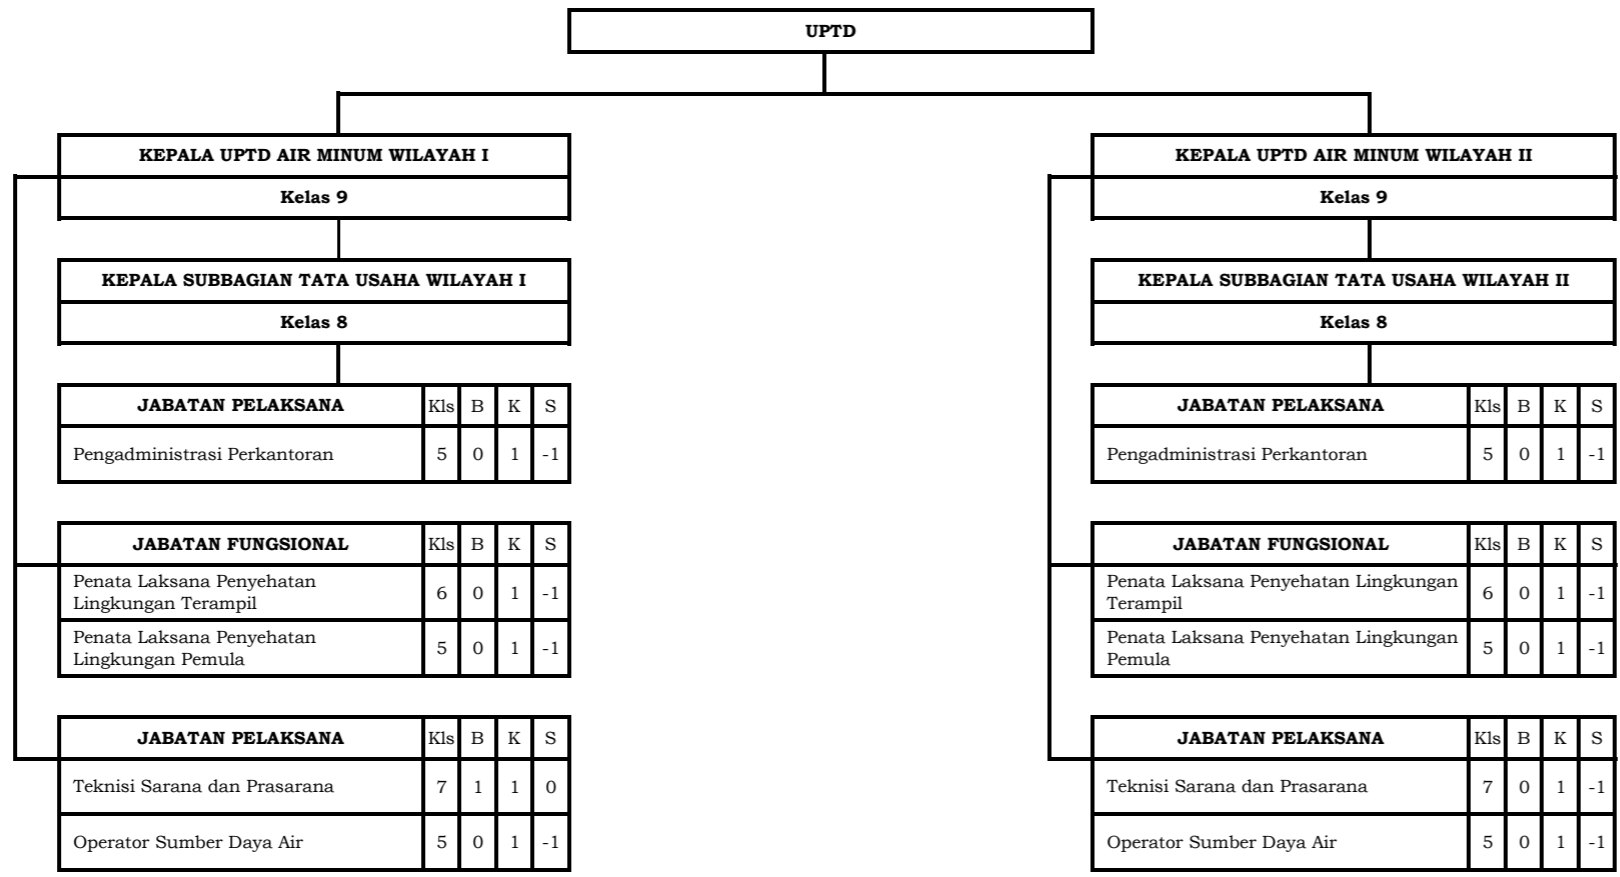 UPTD
KEPALA UPTD AIR MINUM WILAYAH I
Kelas 9
KEPALA SUBBAGIAN TATA USAHA WILAYAH I
Kelas 8
JABATAN PELAKSANA Kls B K S
Pengadministrasi Perkantoran 5 0 1 -1
JABATAN FUNGSIONAL Kls B K S
Penata Laksana Penyehatan
Lingkungan Terampil 6 0 1 -1
Penata Laksana Penyehatan
Lingkungan Pemula 5 0 1 -1
JABATAN PELAKSANA Kls B K S
Teknisi Sarana dan Prasarana 7 1 1 0
Operator Sumber Daya Air 5 0 1 -1
KEPALA UPTD AIR MINUM WILAYAH II
Kelas 9
KEPALA SUBBAGIAN TATA USAHA WILAYAH II
Kelas 8
JABATAN PELAKSANA Kls B K S
Pengadministrasi Perkantoran 5 0 1 -1
JABATAN FUNGSIONAL Kls B K S
Penata Laksana Penyehatan Lingkungan
Terampil 6 0 1 -1
Penata Laksana Penyehatan Lingkungan
Pemula 5 0 1 -1
JABATAN PELAKSANA Kls B K S
Teknisi Sarana dan Prasarana 7 0 1 -1
Operator Sumber Daya Air 5 0 1 -1